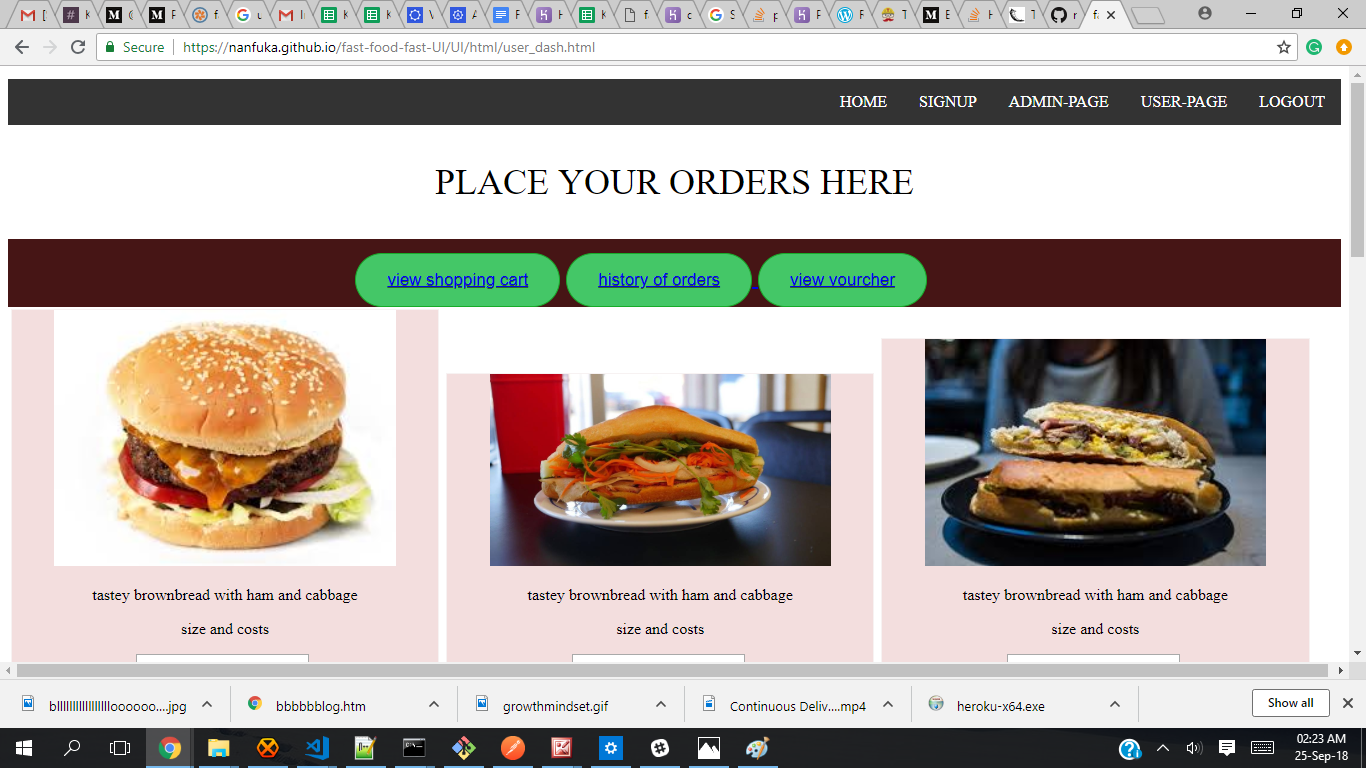 M [
# K
M C
M F
f
G u
M I
K
K
V
A
F
H
K
f
c
G S
p
F
F
T
M E
H
T
r
fa
Secure
https://nanfuka.github.io/fast-food-fast-UI/UI/html/user_dash.html
HOME SIGNUP ADMIN-PAGE USER-PAGE LOGOUT
PLACE YOUR ORDERS HERE
view shopping cart history of orders view vourcher
tastey brownbread with ham and cabbage
size and costs
tastey brownbread with ham and cabbage
size and costs
tastey brownbread with ham and cabbage
size and costs
bbbbbblog.htm
growthmindset.gif
Continuous Deliv....mp4
heroku-x64.exe
Show all
02:23 AM
25-Sep-18